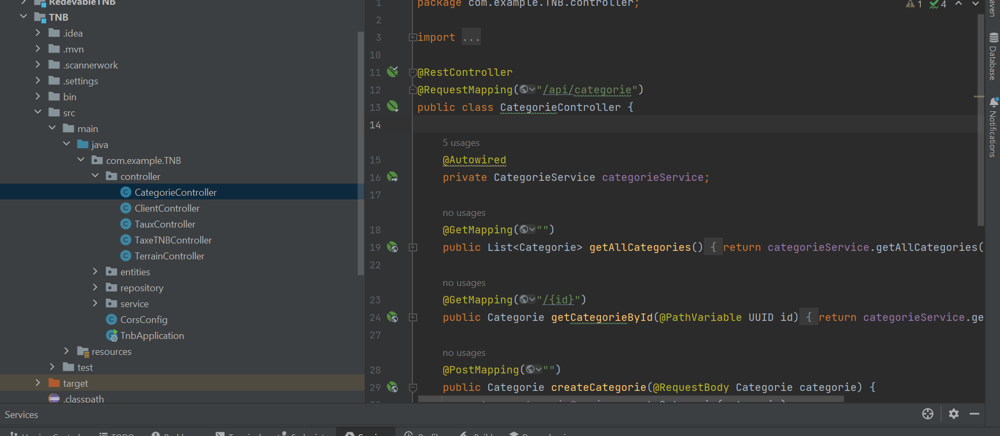 RedevableTNB
TNB
.idea
.mvn
.scannerwork
.settings
bin
src
main
java
com.example.TNB
controller
CategorieController
ClientController
TauxController
TaxeTNBController
TerrainController
entities
repository
service
CorsConfig
TnbApplication
resources
test
target
.classpath
1 package com.example.TNB.controller;
2
3 import ...
10
11 @RestController
12 @RequestMapping("/api/categorie")
13 public class CategorieController {
14
5 usages
15 @Autowired
16 private CategorieService categorieService;
17
no usages
18 @GetMapping("")
19 public List<Categorie> getAllCategories() { return categorieService.getAllCategories(
22
no usages
23 @GetMapping("/{id}")
24 public Categorie getCategorieById(@PathVariable UUID id) { return categorieService.ge
27
no usages
28 @PostMapping("")
29 public Categorie createCategorie(@RequestBody Categorie categorie) {
1 4
Database
Notifications
Services
TODO